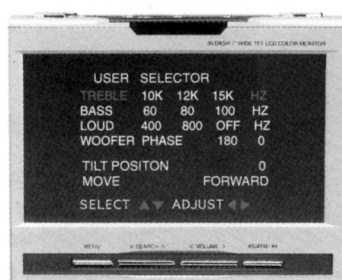 IN-DASH 7" WIDE TFT LCD COLOR MONITOR
USER SELECTOR
TREBLE 10K 12K 15K HZ
BASS 60 80 100 HZ
LOUD 400 800 OFF HZ
WOOFER PHASE 180 0
TILT POSITON 0
MOVE FORWARD
SELECT ▲▼ ADJUST ◀▶
MENU < SEARCH > < VOLUME >